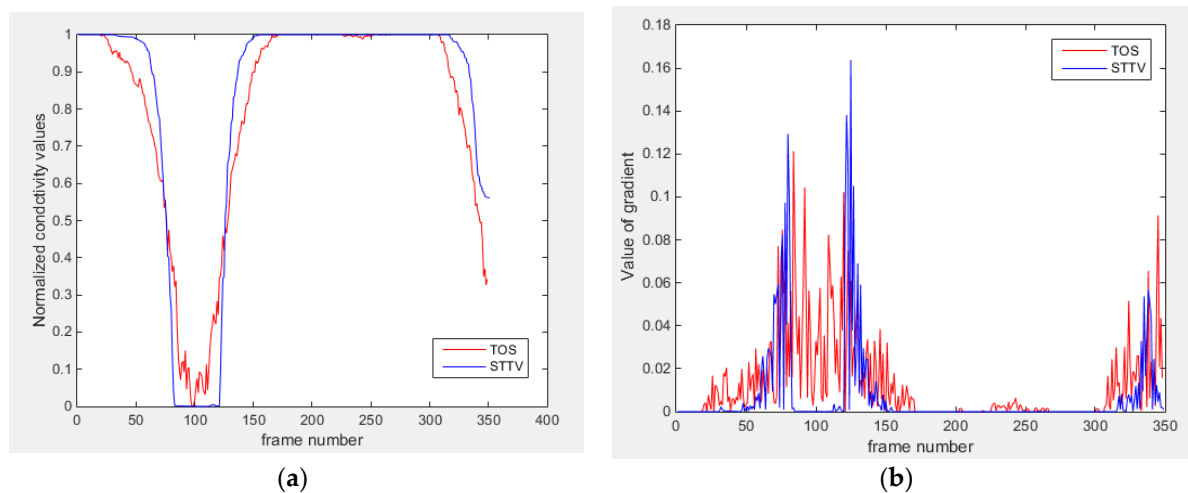 1
0.9
0.8
0.7
0.6
0.5
0.4
0.3
0.2
0.1
0
Normalized condctivity values
TOS
STTV
0 50 100 150 200 250 300 350 400
frame number
(a)
0.18
0.16
0.14
0.12
0.1
0.08
0.06
0.04
0.02
0
Value of gradient
TOS
STTV
0 50 100 150 200 250 300 350
frame number
(b)